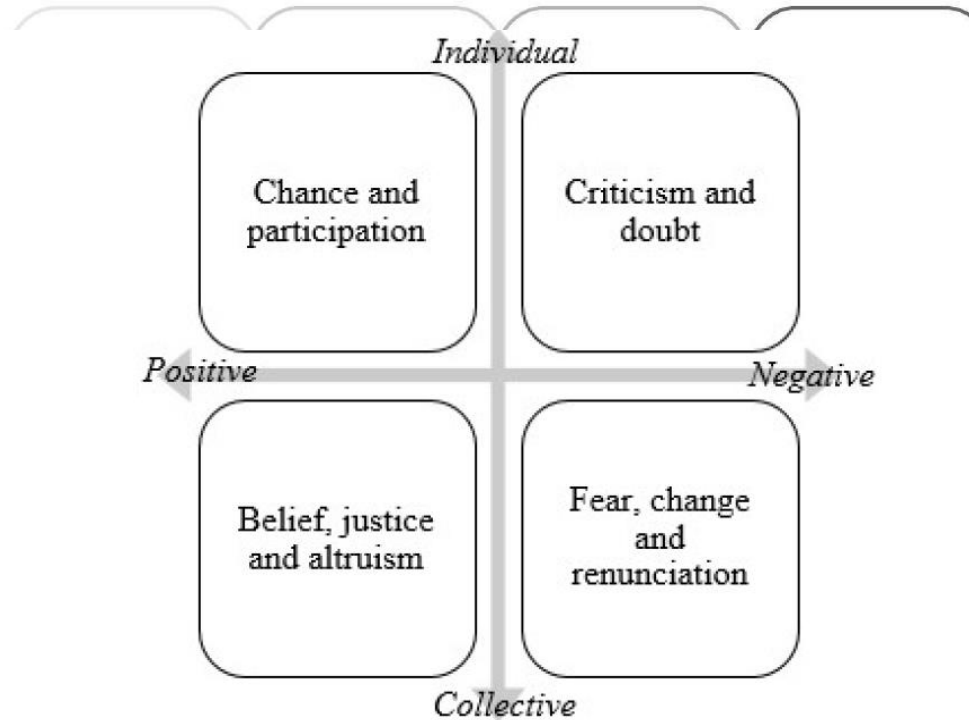 Individual
Chance and
participation
Criticism and
doubt
Positive
Negative
Belief, justice
and altruism
Fear, change
and
renunciation
Collective